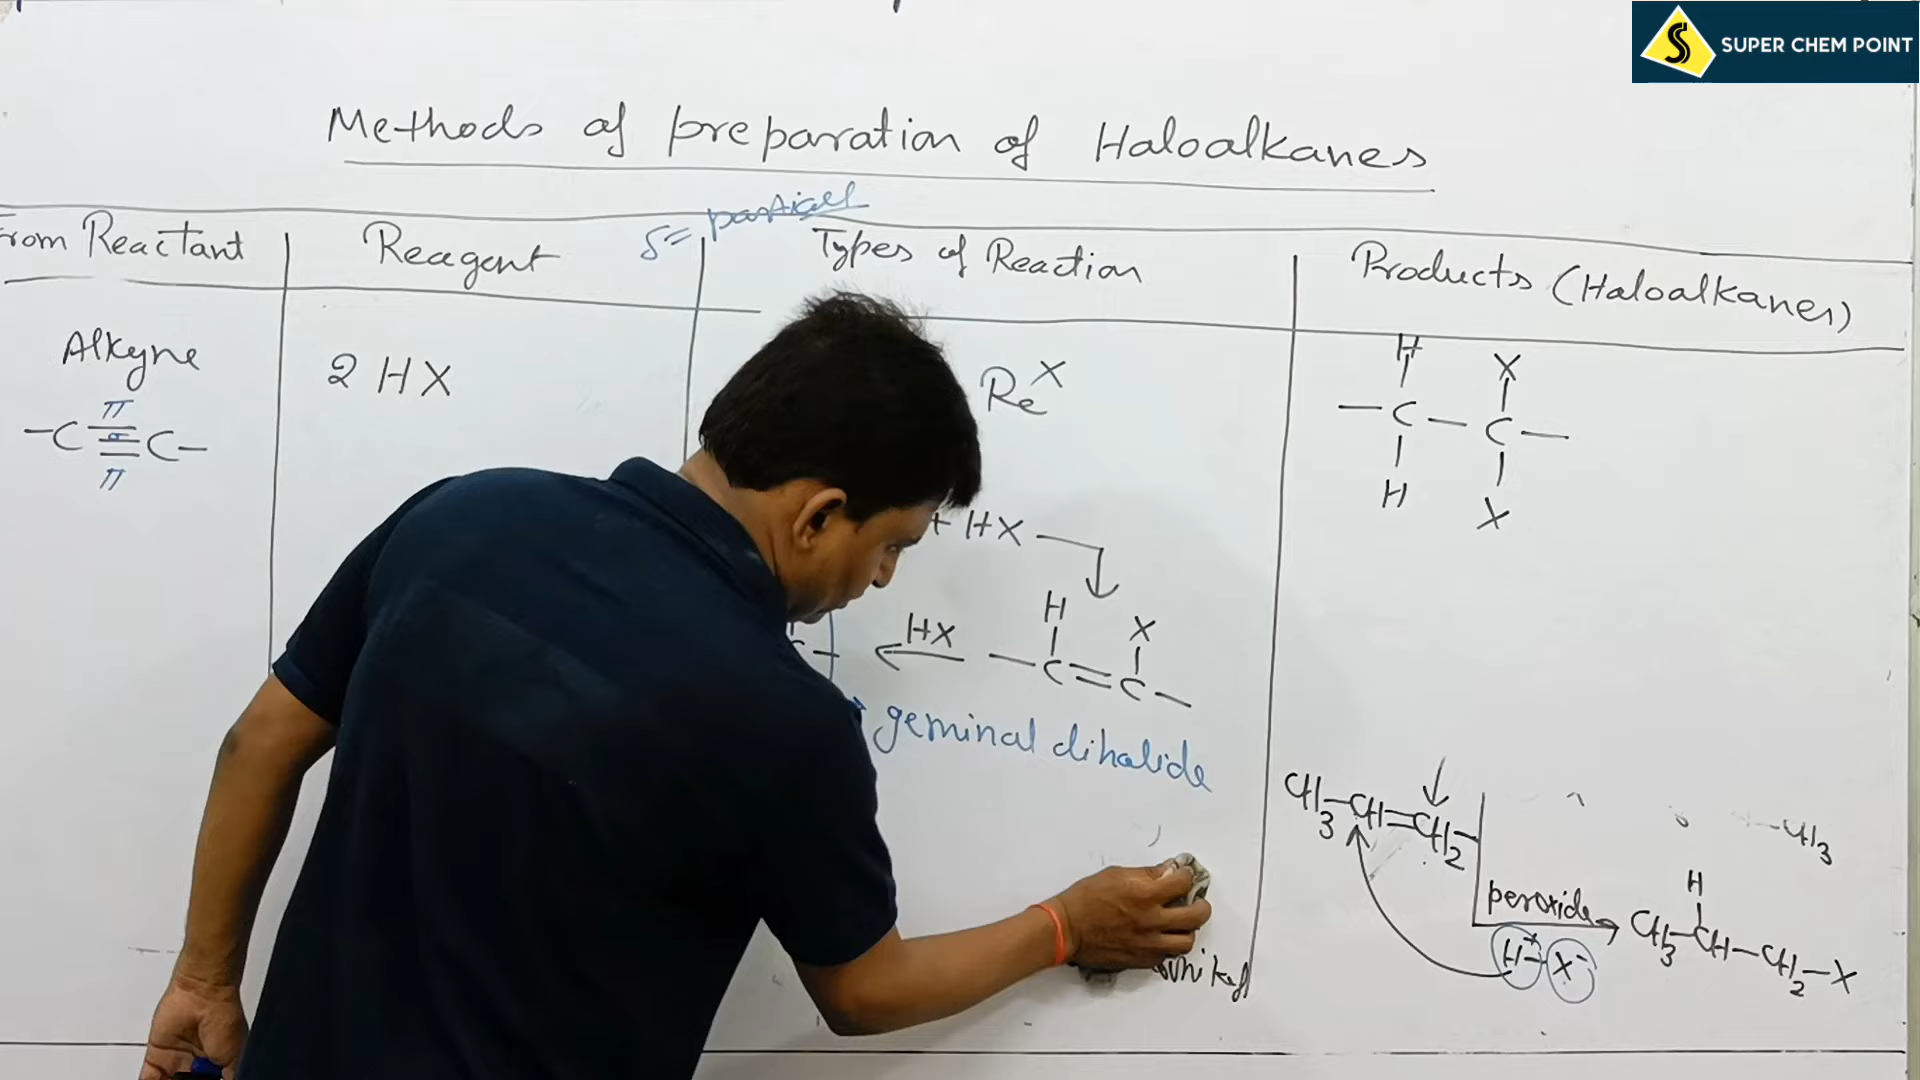 SUPER CHEM POINT
Methods of preparation of Haloalkanes
δ = partial
From Reactant
Reagent
Types of Reaction
Products (Haloalkanes)
Alkyne
2 HX
Re^X
H X
—C—C—
H X
π
—C≡C—
σ
π
+ HX
H X
HX
—C=C—
geminal dihalide
CH3—CH=CH2
—CH3
peroxide
H+—X-
H
CH3—CH—CH2—X